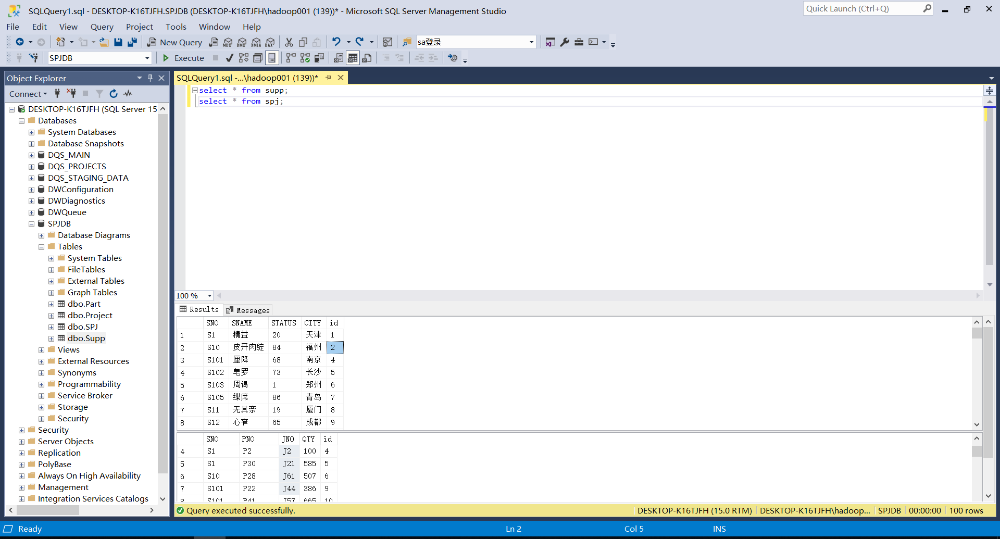 SQLQuery1.sql - DESKTOP-K16TJFH.SPJDB (DESKTOP-K16TJFH\hadoop001 (139))* - Microsoft SQL Server Management Studio
Quick Launch (Ctrl+Q)
File Edit View Query Project Tools Window Help
New Query MDX DMX XMLA DAX sa登录
SPJDB Execute
Object Explorer
SQLQuery1.sql -...\hadoop001 (139))*
Connect
select * from supp;
select * from spj;
DESKTOP-K16TJFH (SQL Server 15
Databases
System Databases
Database Snapshots
DQS_MAIN
DQS_PROJECTS
DQS_STAGING_DATA
DWConfiguration
DWDiagnostics
DWQueue
SPJDB
Database Diagrams
Tables
System Tables
FileTables
External Tables
Graph Tables
dbo.Part
dbo.Project
dbo.SPJ
dbo.Supp
Views
External Resources
Synonyms
Programmability
Service Broker
Storage
Security
Security
Server Objects
Replication
PolyBase
Always On High Availability
Management
Integration Services Catalogs
100 %
Results Messages
SNO SNAME STATUS CITY id
1 S1 精益 20 天津 1
2 S10 皮开肉绽 84 福州 2
3 S101 厘降 68 南京 4
4 S102 皂罗 73 长沙 5
5 S103 周谒 1 郑州 6
6 S105 缫席 86 青岛 7
7 S11 无其奈 19 厦门 8
8 S12 心窄 65 成都 9
SNO PNO JNO QTY id
4 S1 P2 J2 100 4
5 S1 P30 J21 585 5
6 S10 P28 J61 507 6
7 S101 P22 J44 386 9
8 S101 P41 J57 665 10
Query executed successfully.
DESKTOP-K16TJFH (15.0 RTM) DESKTOP-K16TJFH\hadoop... SPJDB 00:00:00 100 rows
Ready Ln 2 Col 5 INS